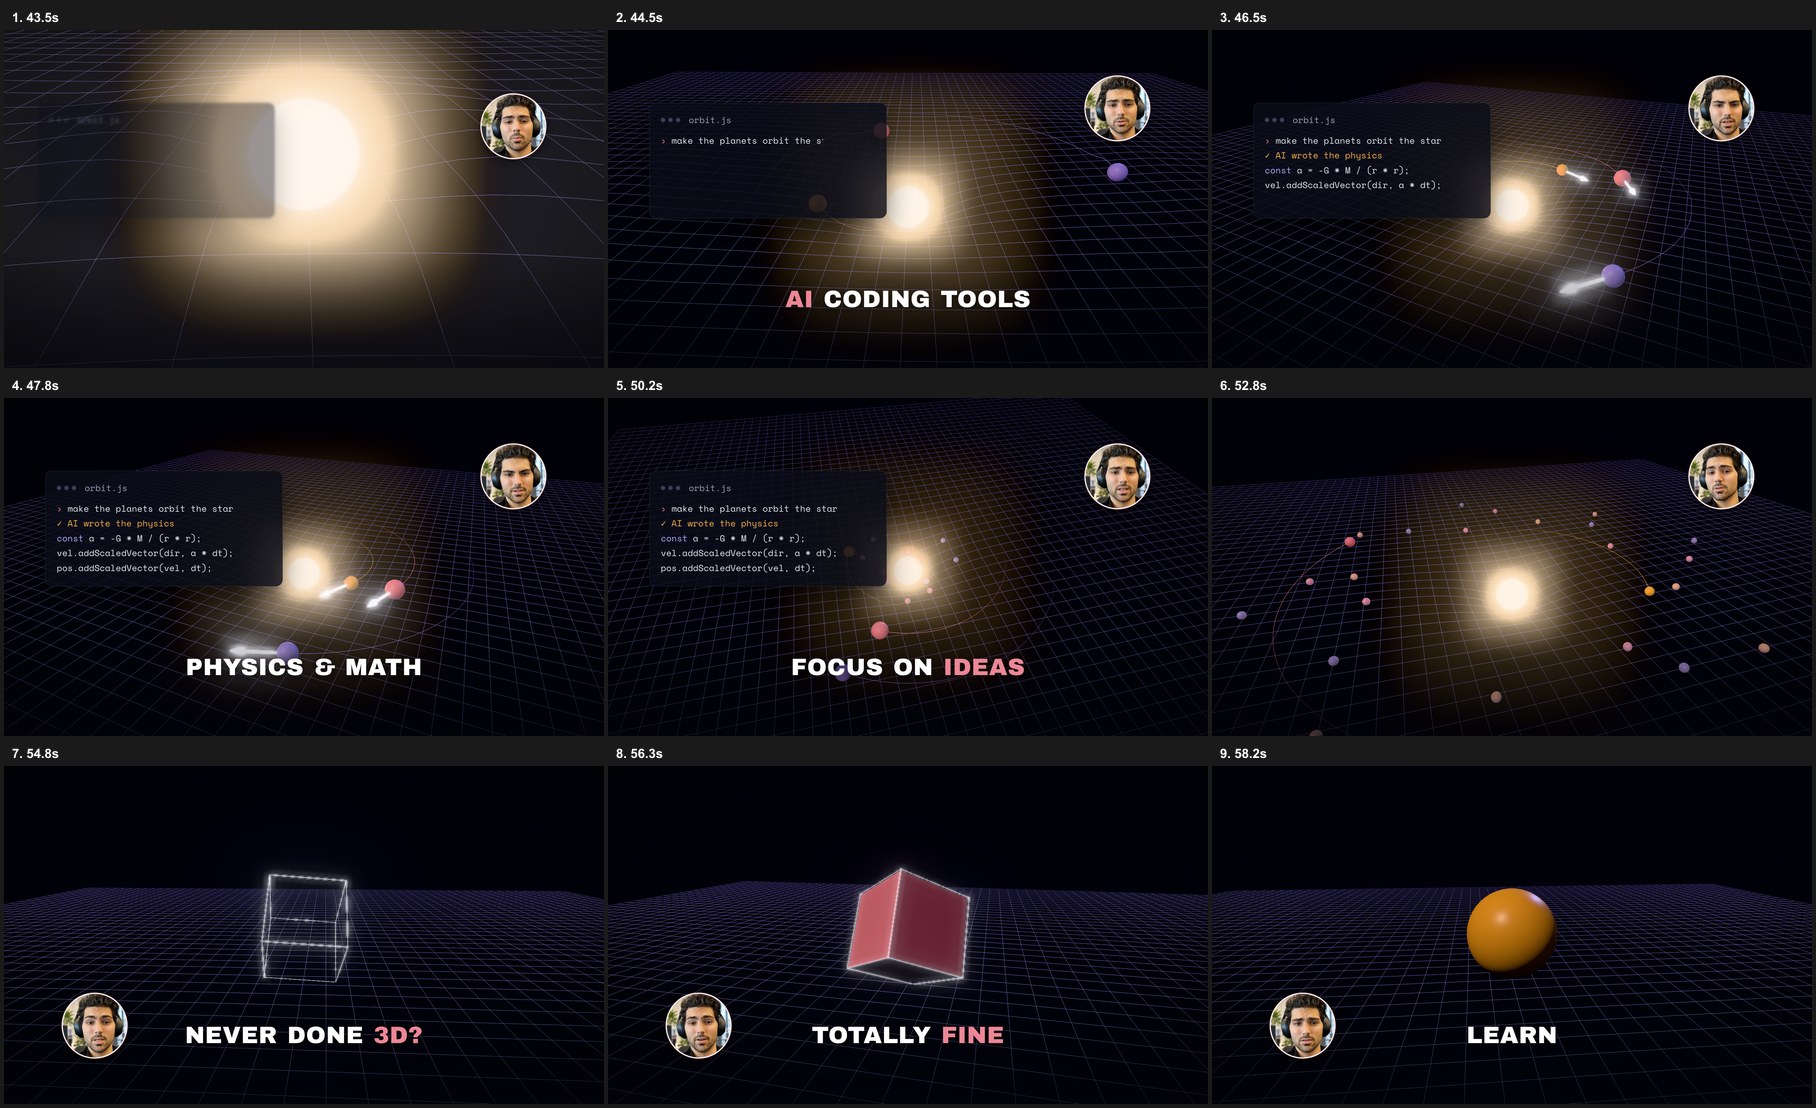 1. 43.5s
orbit.js
2. 44.5s
orbit.js
› make the planets orbit the s
AI CODING TOOLS
3. 46.5s
orbit.js
› make the planets orbit the star
✓ AI wrote the physics
const a = -G * M / (r * r);
vel.addScaledVector(dir, a * dt);
4. 47.8s
orbit.js
› make the planets orbit the star
✓ AI wrote the physics
const a = -G * M / (r * r);
vel.addScaledVector(dir, a * dt);
pos.addScaledVector(vel, dt);
PHYSICS & MATH
5. 50.2s
orbit.js
› make the planets orbit the star
✓ AI wrote the physics
const a = -G * M / (r * r);
vel.addScaledVector(dir, a * dt);
pos.addScaledVector(vel, dt);
FOCUS ON IDEAS
6. 52.8s
7. 54.8s
NEVER DONE 3D?
8. 56.3s
TOTALLY FINE
9. 58.2s
LEARN